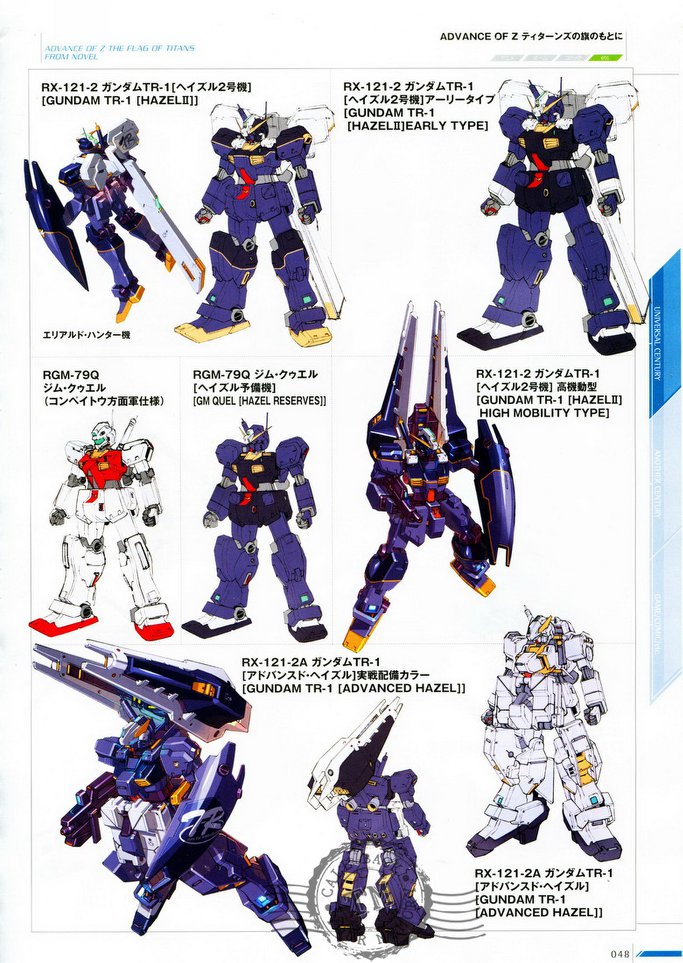 ADVANCE OF Z THE FLAG OF TITANS
FROM NOVEL
ADVANCE OF Z ティターンズの旗のもとに
RX-121-2 ガンダムTR-1[ヘイズル2号機]
[GUNDAM TR-1 [HAZELⅡ]]
エリアルド・ハンター機
RX-121-2 ガンダムTR-1
[ヘイズル2号機]アーリータイプ
[GUNDAM TR-1
[HAZELⅡ]EARLY TYPE]
RGM-79Q
ジム・クゥエル
(コンペイトウ方面軍仕様)
RGM-79Q ジム・クゥエル
[ヘイズル予備機]
[GM QUEL [HAZEL RESERVES]]
RX-121-2 ガンダムTR-1
[ヘイズル2号機] 高機動型
[GUNDAM TR-1 [HAZELⅡ]
HIGH MOBILITY TYPE]
RX-121-2A ガンダムTR-1
[アドバンスド・ヘイズル]実戦配備カラー
[GUNDAM TR-1 [ADVANCED HAZEL]]
RX-121-2A ガンダムTR-1
[アドバンスド・ヘイズル]
[GUNDAM TR-1
[ADVANCED HAZEL]]
UNIVERSAL CENTURY
ANOTHER CENTURY
048